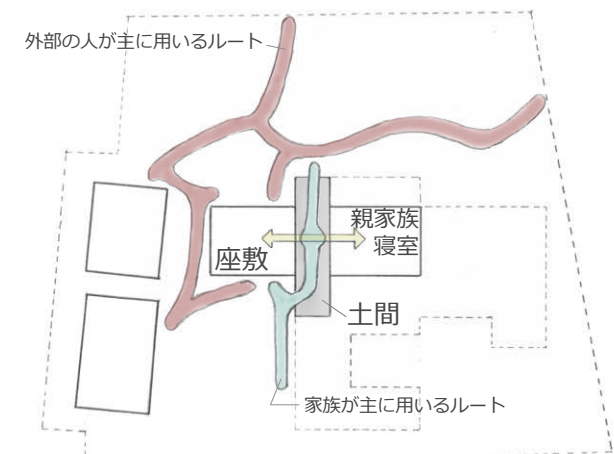 外部の人が主に用いるルート
親家族
寝室
座敷
土間
家族が主に用いるルート